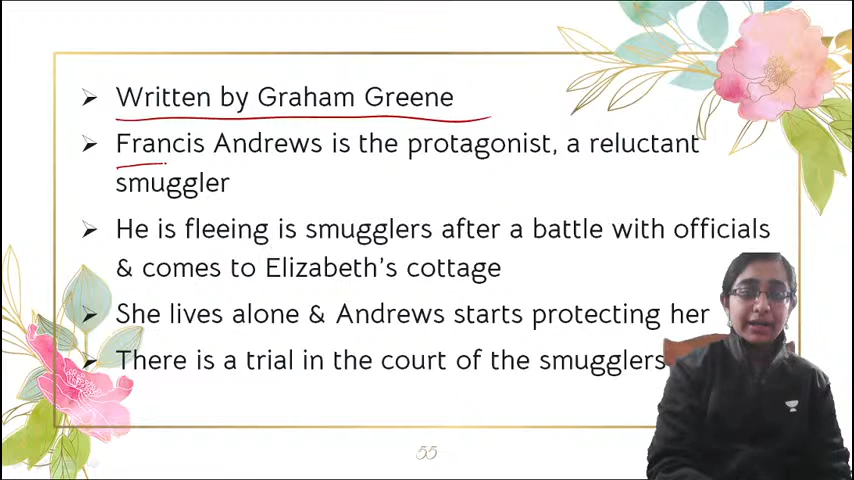 Written by Graham Greene
Francis Andrews is the protagonist, a reluctant
smuggler
He is fleeing is smugglers after a battle with officials
& comes to Elizabeth's cottage
She lives alone & Andrews starts protecting her
There is a trial in the court of the smugglers
55